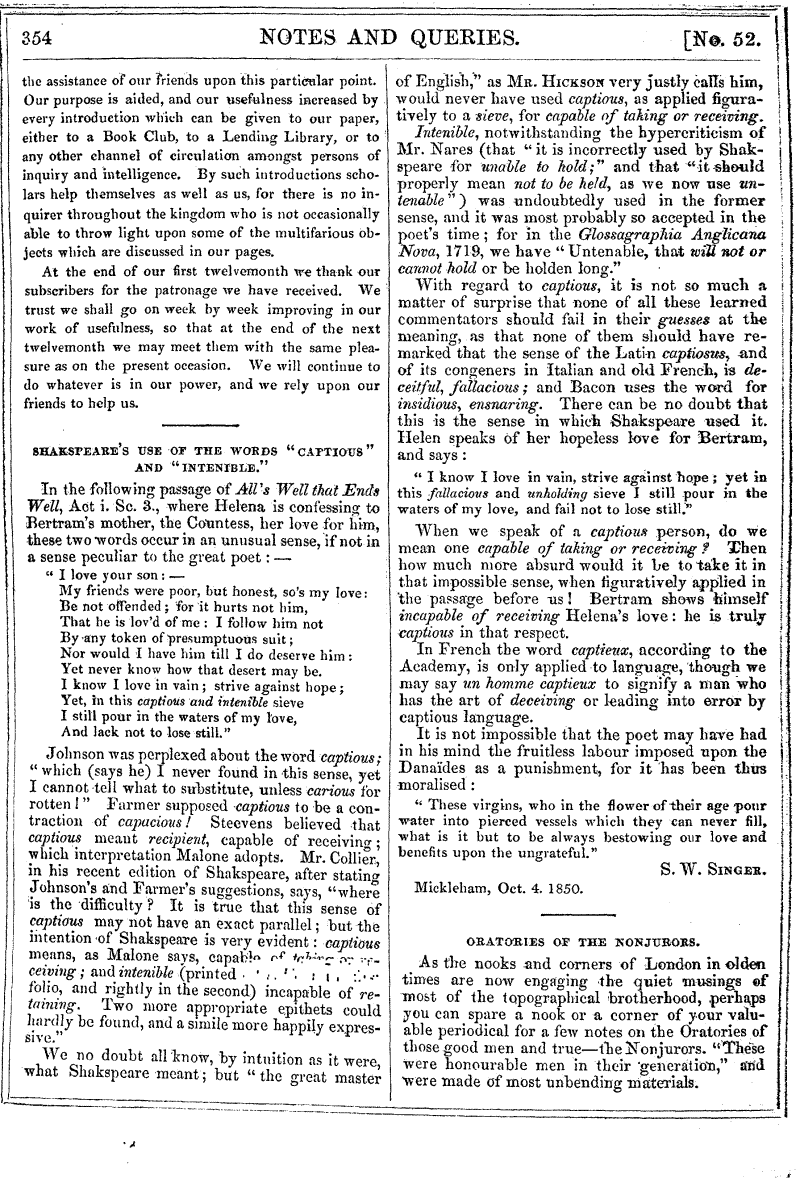 354 NOTES AND QUERIES. [No. 52.
the assistance of our friends upon this particular point.
Our purpose is aided, and our usefulness increased by
every introduction which can be given to our paper,
either to a Book Club, to a Lending Library, or to
any other channel of circulation amongst persons of
inquiry and intelligence. By such introductions scho-
lars help themselves as well as us, for there is no in-
quirer throughout the kingdom who is not occasionally
able to throw light upon some of the multifarious ob-
jects which are discussed in our pages.
At the end of our first twelvemonth we thank our
subscribers for the patronage we have received. We
trust we shall go on week by week improving in our
work of usefulness, so that at the end of the next
twelvemonth we may meet them with the same plea-
sure as on the present occasion. We will continue to
do whatever is in our power, and we rely upon our
friends to help us.
SHAKSPEARE'S USE OF THE WORDS "CAPTIOUS"
AND "INTENIBLE."
In the following passage of All's Well that Ends
Well, Act i. Sc. 3., where Helena is confessing to
Bertram's mother, the Countess, her love for him,
these two words occur in an unusual sense, if not in
a sense peculiar to the great poet: —
"I love your son: —
My friends were poor, but honest, so's my love:
Be not offended; for it hurts not him,
That he is lov'd of me: I follow him not
By any token of presumptuous suit;
Nor would I have him till I do deserve him:
Yet never know how that desert may be.
I know I love in vain; strive against hope;
Yet, in this captious and intenible sieve
I still pour in the waters of my love,
And lack not to lose still."
Johnson was perplexed about the word captious;
"which (says he) I never found in this sense, yet
I cannot tell what to substitute, unless carious for
rotten!" Farmer supposed captious to be a con-
traction of capacious! Steevens believed that
captious meant recipient, capable of receiving;
which interpretation Malone adopts. Mr. Collier,
in his recent edition of Shakspeare, after stating
Johnson's and Farmer's suggestions, says, "where
is the difficulty? It is true that this sense of
captious may not have an exact parallel; but the
intention of Shakspeare is very evident: captious
means, as Malone says, capable of taking or re-
ceiving; and intenible (printed
folio, and rightly in the second) incapable of re-
taining. Two more appropriate epithets could
hardly be found, and a simile more happily expres-
sive."
We no doubt all know, by intuition as it were,
what Shakspeare meant; but "the great master
of English," as MR. HICKSON very justly calls him,
would never have used captious, as applied figura-
tively to a sieve, for capable of taking or receiving.
Intenible, notwithstanding the hypercriticism of
Mr. Nares (that "it is incorrectly used by Shak-
speare for unable to hold;" and that "it should
properly mean not to be held, as we now use un-
tenable") was undoubtedly used in the former
sense, and it was most probably so accepted in the
poet's time; for in the Glossagraphia Anglicana
Nova, 1719, we have "Untenable, that will not or
cannot hold or be holden long."
With regard to captious, it is not so much a
matter of surprise that none of all these learned
commentators should fail in their guesses at the
meaning, as that none of them should have re-
marked that the sense of the Latin captiosus, and
of its congeners in Italian and old French, is de-
ceitful, fallacious; and Bacon uses the word for
insidious, ensnaring. There can be no doubt that
this is the sense in which Shakspeare used it.
Helen speaks of her hopeless love for Bertram,
and says:
"I know I love in vain, strive against hope; yet in
this fallacious and unholding sieve I still pour in the
waters of my love, and fail not to lose still."
When we speak of a captious person, do we
mean one capable of taking or receiving? Then
how much more absurd would it be to take it in
that impossible sense, when figuratively applied in
the passage before us! Bertram shows himself
incapable of receiving Helena's love: he is truly
captious in that respect.
In French the word captieux, according to the
Academy, is only applied to language, though we
may say un homme captieux to signify a man who
has the art of deceiving or leading into error by
captious language.
It is not impossible that the poet may have had
in his mind the fruitless labour imposed upon the
Danaïdes as a punishment, for it has been thus
moralised:
"These virgins, who in the flower of their age pour
water into pierced vessels which they can never fill,
what is it but to be always bestowing our love and
benefits upon the ungrateful."
S. W. SINGER.
Mickleham, Oct. 4. 1850.
ORATORIES OF THE NONJURORS.
As the nooks and corners of London in olden
times are now engaging the quiet musings of
most of the topographical brotherhood, perhaps
you can spare a nook or a corner of your valu-
able periodical for a few notes on the Oratories of
those good men and true—the Nonjurors. "These
were honourable men in their generation," and
were made of most unbending materials.